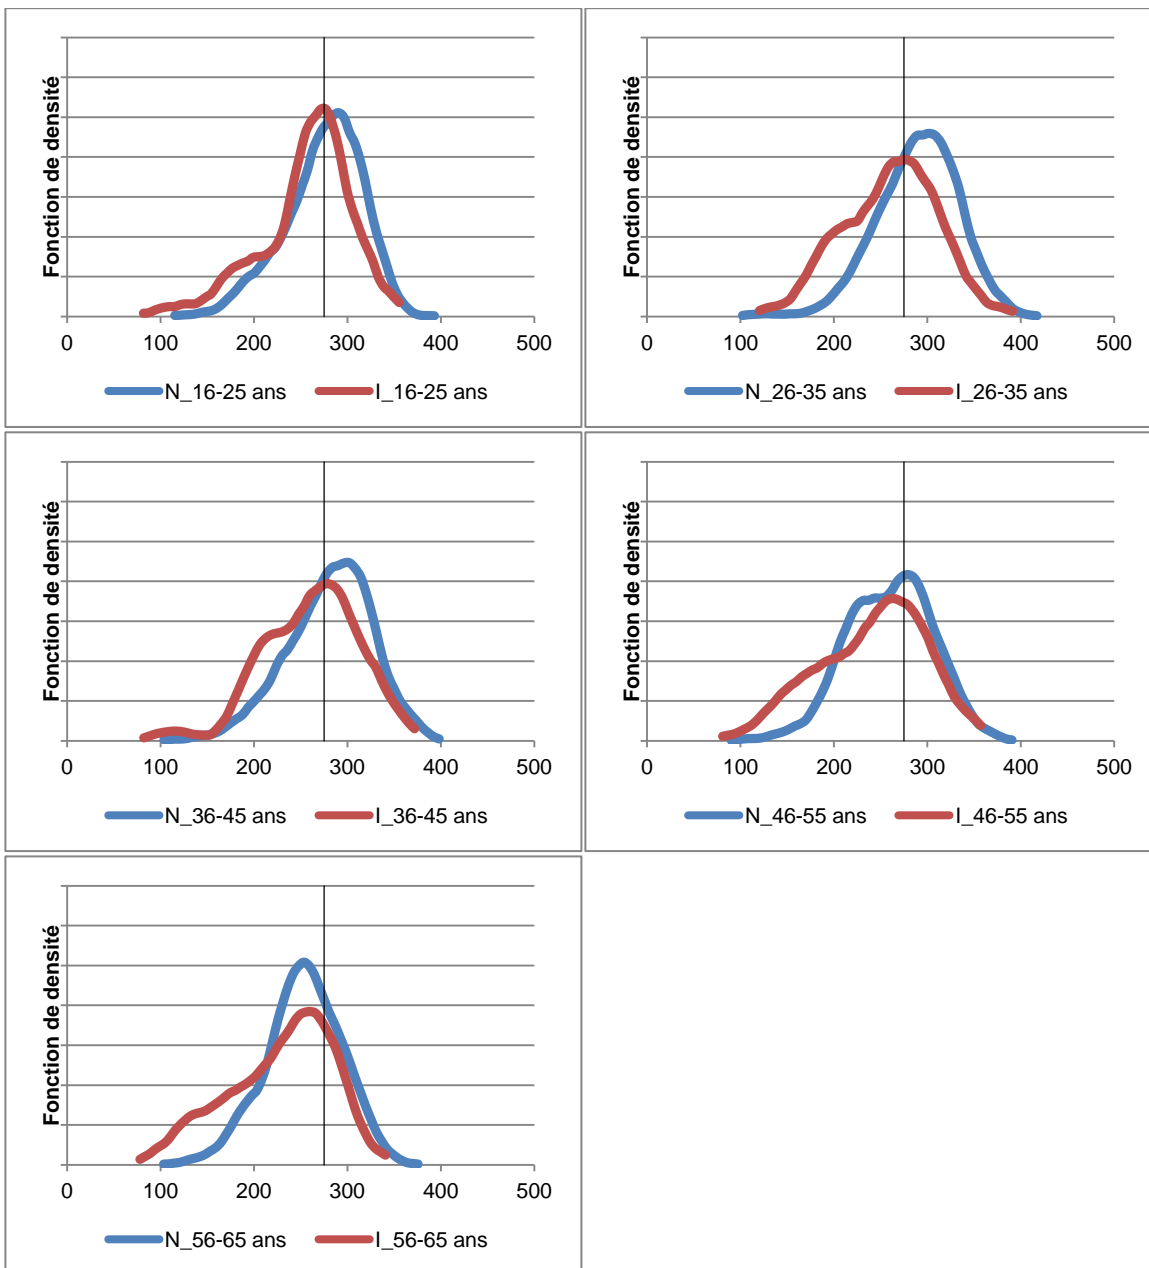 Fonction de densité
0 100 200 300 400 500
N_16-25 ans I_16-25 ans
Fonction de densité
0 100 200 300 400 500
N_26-35 ans I_26-35 ans
Fonction de densité
0 100 200 300 400 500
N_36-45 ans I_36-45 ans
Fonction de densité
0 100 200 300 400 500
N_46-55 ans I_46-55 ans
Fonction de densité
0 100 200 300 400 500
N_56-65 ans I_56-65 ans